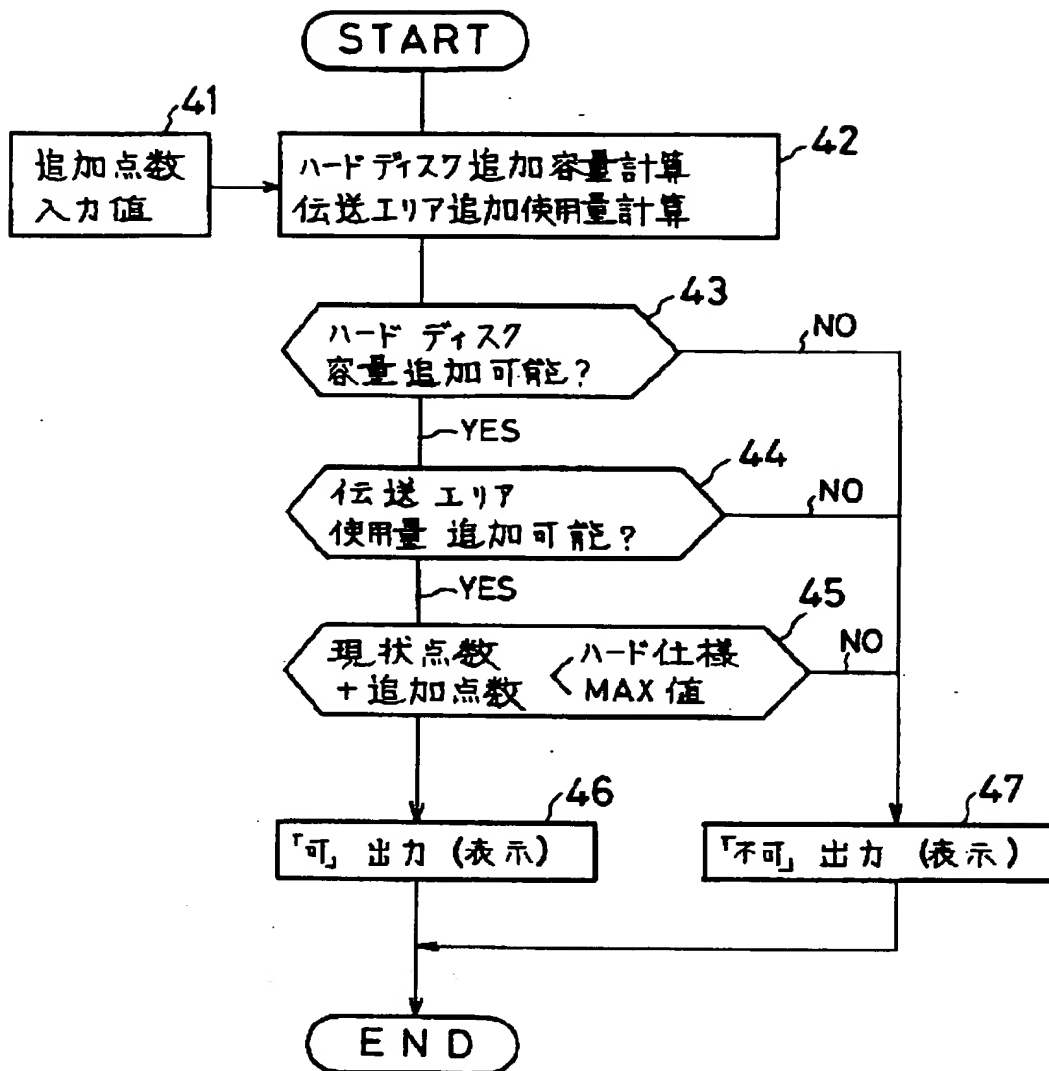 START
41
追加点数
入力値
42
ハードディスク追加容量計算
伝送エリア追加使用量計算
43
ハード ディスク
容量追加可能?
NO
YES
44
伝送 エリア
使用量 追加可能?
NO
YES
45
現状点数
+追加点数 < ハード仕様
MAX値
NO
46
「可」 出力 (表示)
47
「不可」 出力 (表示)
END